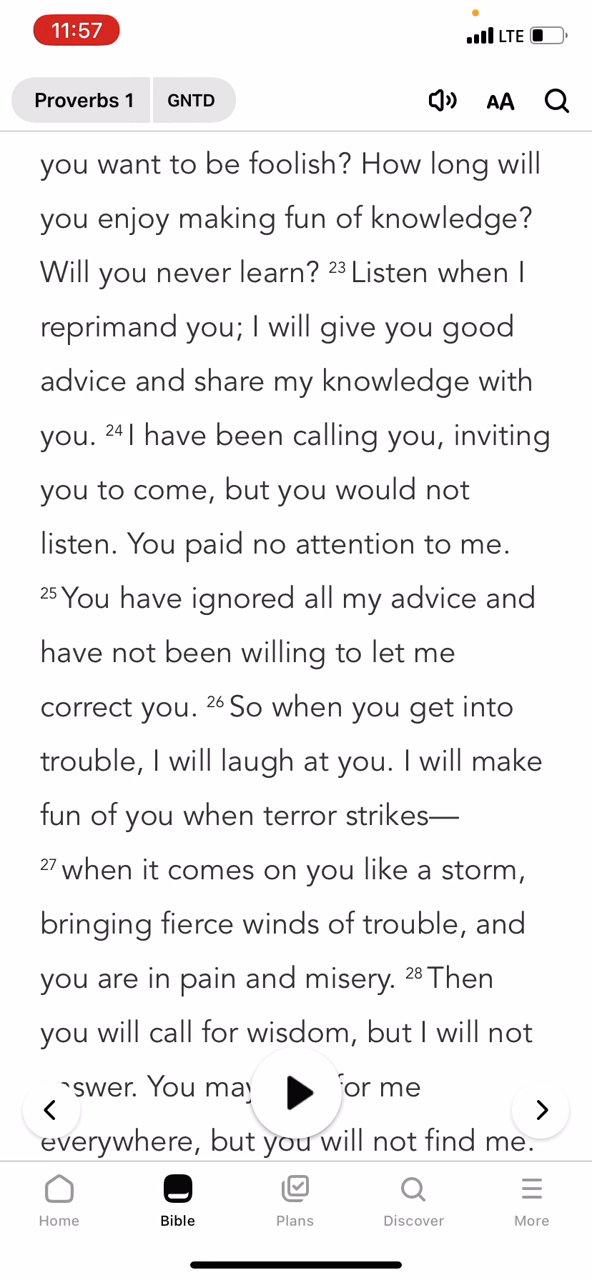 11:57
LTE
Proverbs 1 GNTD
AA
you want to be foolish? How long will
you enjoy making fun of knowledge?
Will you never learn? 23 Listen when I
reprimand you; I will give you good
advice and share my knowledge with
you. 24 I have been calling you, inviting
you to come, but you would not
listen. You paid no attention to me.
25 You have ignored all my advice and
have not been willing to let me
correct you. 26 So when you get into
trouble, I will laugh at you. I will make
fun of you when terror strikes—
27 when it comes on you like a storm,
bringing fierce winds of trouble, and
you are in pain and misery. 28 Then
you will call for wisdom, but I will not
You may for me
everywhere, but you will not find me.
Home Bible Plans Discover More